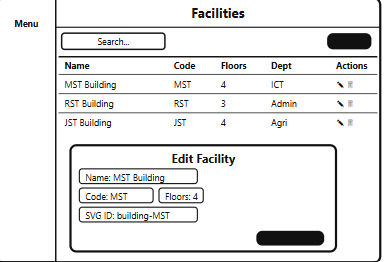 Menu
Facilities
Search...
Name Code Floors Dept Actions
MST Building MST 4 ICT
RST Building RST 3 Admin
JST Building JST 4 Agri
Edit Facility
Name: MST Building
Code: MST Floors: 4
SVG ID: building-MST